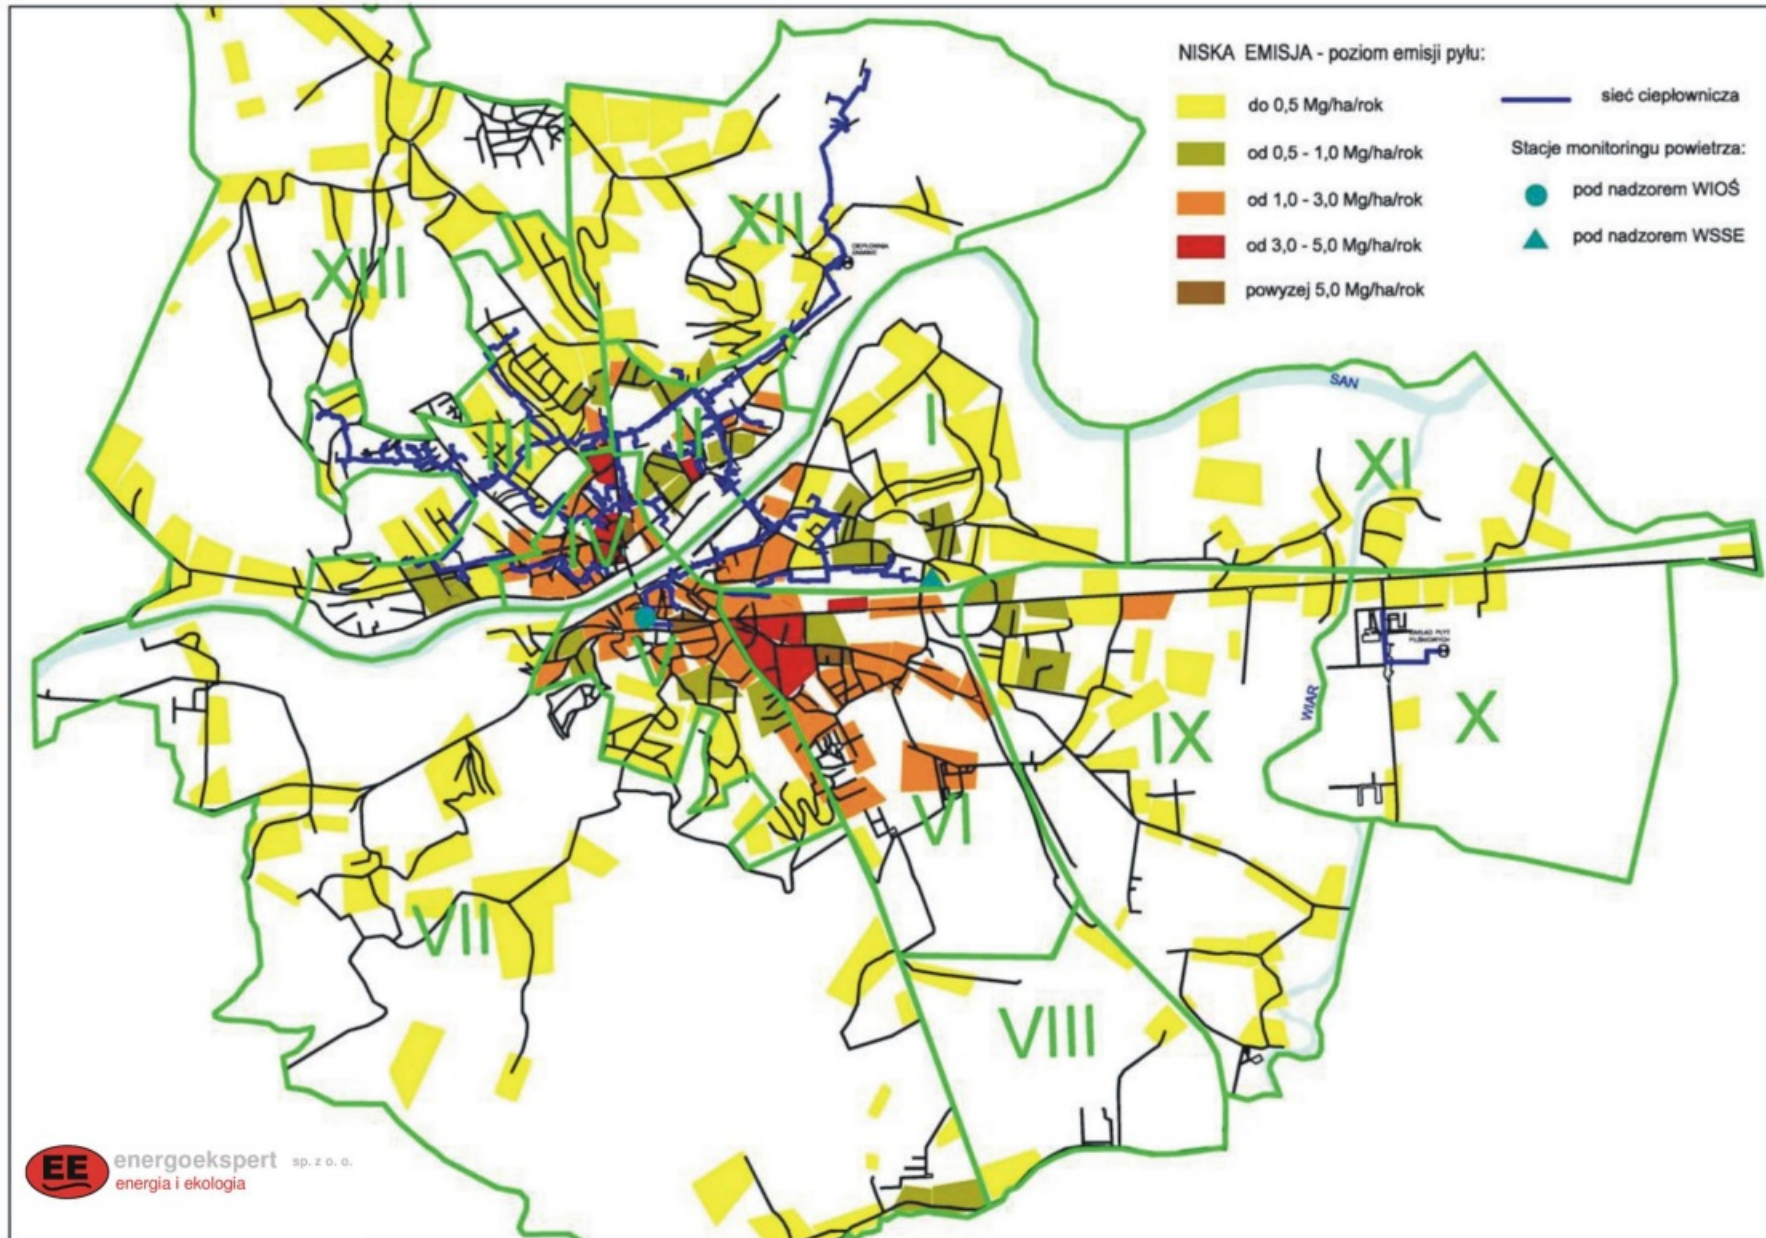 NISKA EMISJA - poziom emisji pyłu:
do 0,5 Mg/ha/rok
od 0,5 - 1,0 Mg/ha/rok
od 1,0 - 3,0 Mg/ha/rok
od 3,0 - 5,0 Mg/ha/rok
powyzej 5,0 Mg/ha/rok
sieć ciepłownicza
Stacje monitoringu powietrza:
pod nadzorem WIOŚ
pod nadzorem WSSE
XII
XIII
CIEPŁOWNIA
ZASANIE
SAN
I
II
III
XI
IV
V
WIAR
IX
X
VI
VII
VIII
EE
energoekspert sp. z o. o.
energia i ekologia